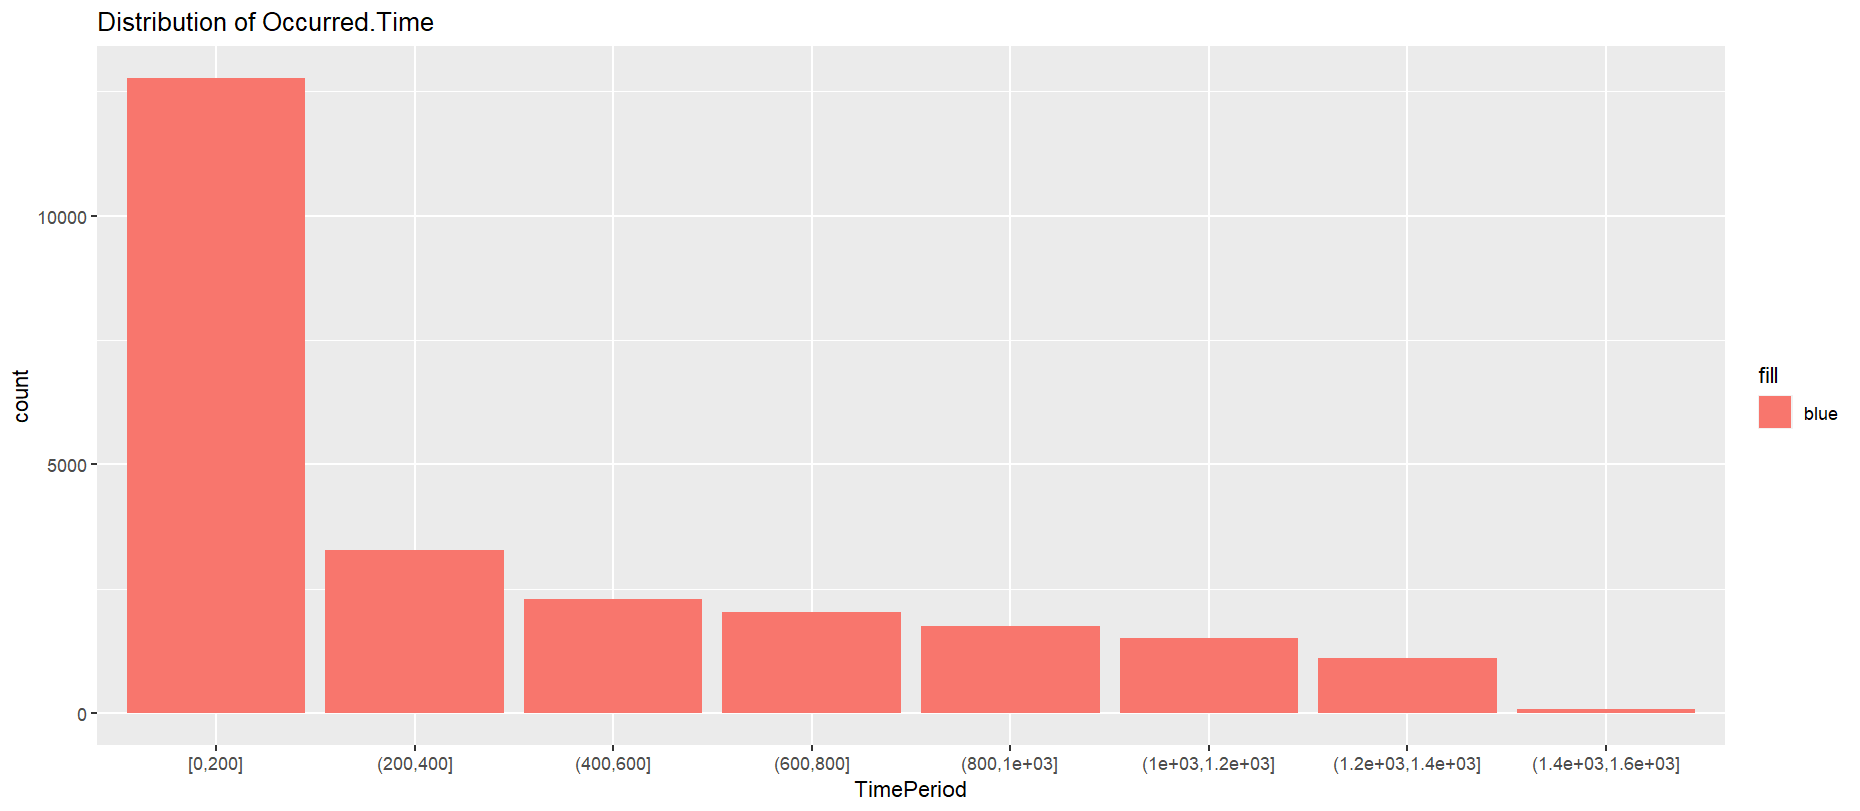 Distribution of Occurred.Time
count
10000
5000
0
[0,200]
(200,400]
(400,600]
(600,800]
(800,1e+03]
(1e+03,1.2e+03]
(1.2e+03,1.4e+03]
(1.4e+03,1.6e+03]
TimePeriod
fill
blue